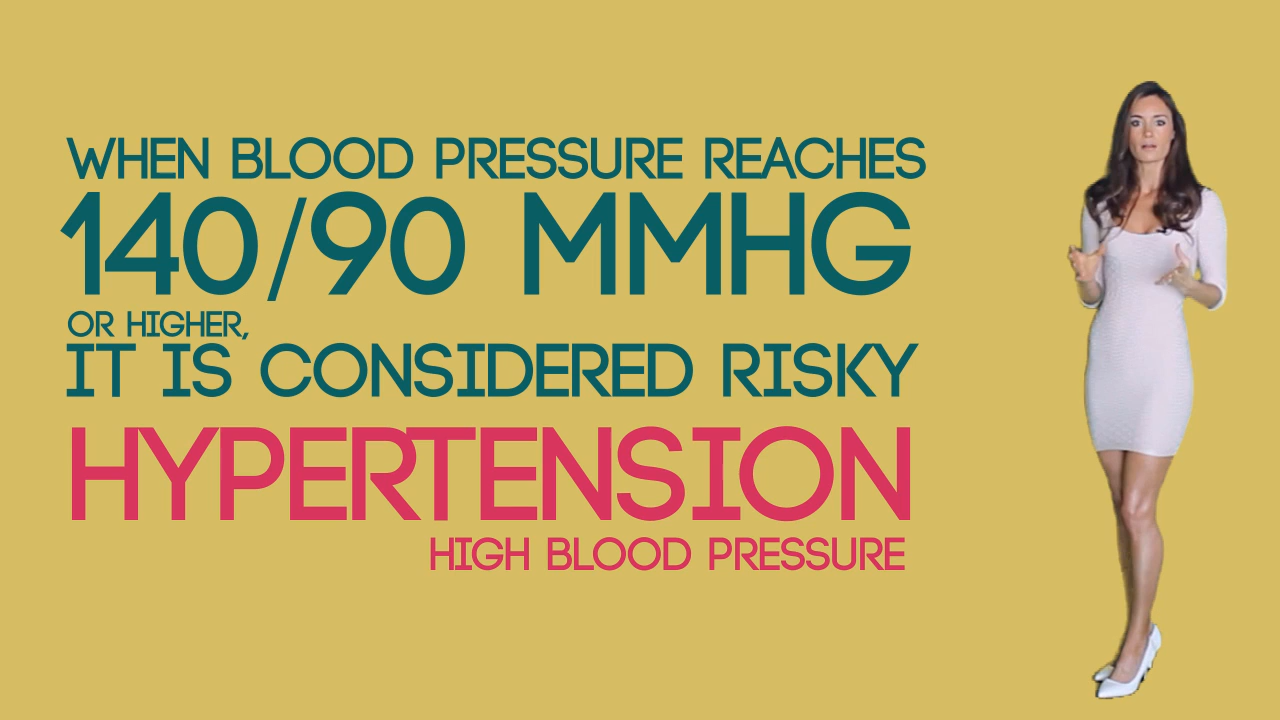 WHEN BLOOD PRESSURE REACHES
140/90 MMHG
OR HIGHER,
IT IS CONSIDERED RISKY
HYPERTENSION
HIGH BLOOD PRESSURE